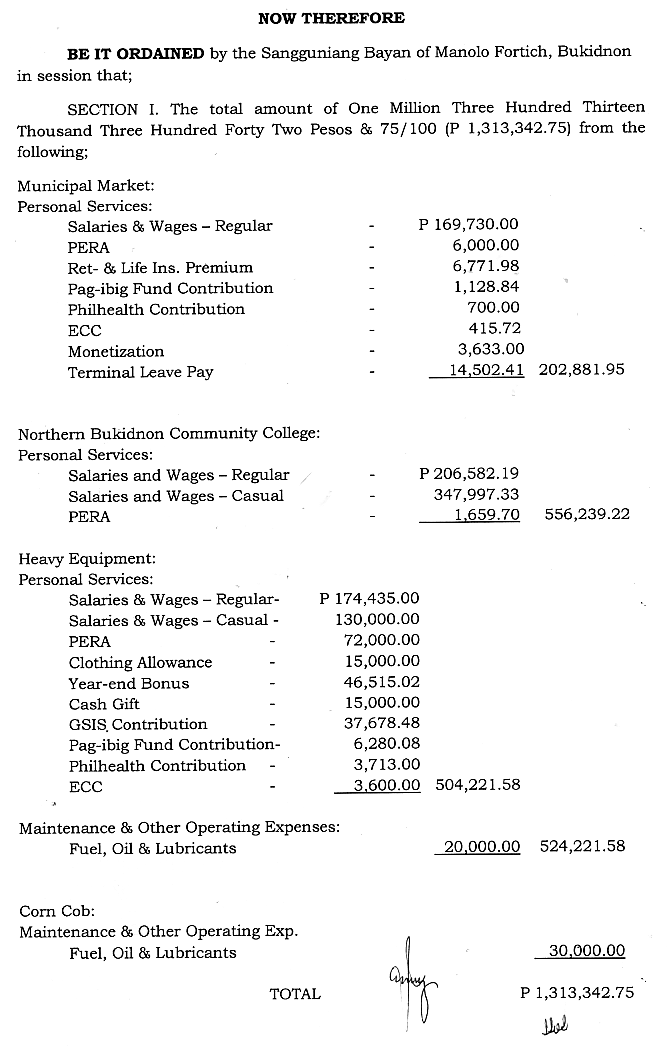 NOW THEREFORE
BE IT ORDAINED by the Sangguniang Bayan of Manolo Fortich, Bukidnon
in session that;
SECTION I. The total amount of One Million Three Hundred Thirteen
Thousand Three Hundred Forty Two Pesos & 75/100 (P 1,313,342.75) from the
following;
Municipal Market:
Personal Services:
Salaries & Wages – Regular - P 169,730.00
PERA - 6,000.00
Ret- & Life Ins. Premium - 6,771.98
Pag-ibig Fund Contribution - 1,128.84
Philhealth Contribution - 700.00
ECC - 415.72
Monetization - 3,633.00
Terminal Leave Pay - 14,502.41 202,881.95
Northern Bukidnon Community College:
Personal Services:
Salaries and Wages – Regular - P 206,582.19
Salaries and Wages – Casual - 347,997.33
PERA - 1,659.70 556,239.22
Heavy Equipment:
Personal Services:
Salaries & Wages – Regular- P 174,435.00
Salaries & Wages – Casual - 130,000.00
PERA - 72,000.00
Clothing Allowance - 15,000.00
Year-end Bonus - 46,515.02
Cash Gift - 15,000.00
GSIS Contribution - 37,678.48
Pag-ibig Fund Contribution- 6,280.08
Philhealth Contribution - 3,713.00
ECC - 3,600.00 504,221.58
Maintenance & Other Operating Expenses:
Fuel, Oil & Lubricants 20,000.00 524,221.58
Corn Cob:
Maintenance & Other Operating Exp.
Fuel, Oil & Lubricants 30,000.00
TOTAL P 1,313,342.75